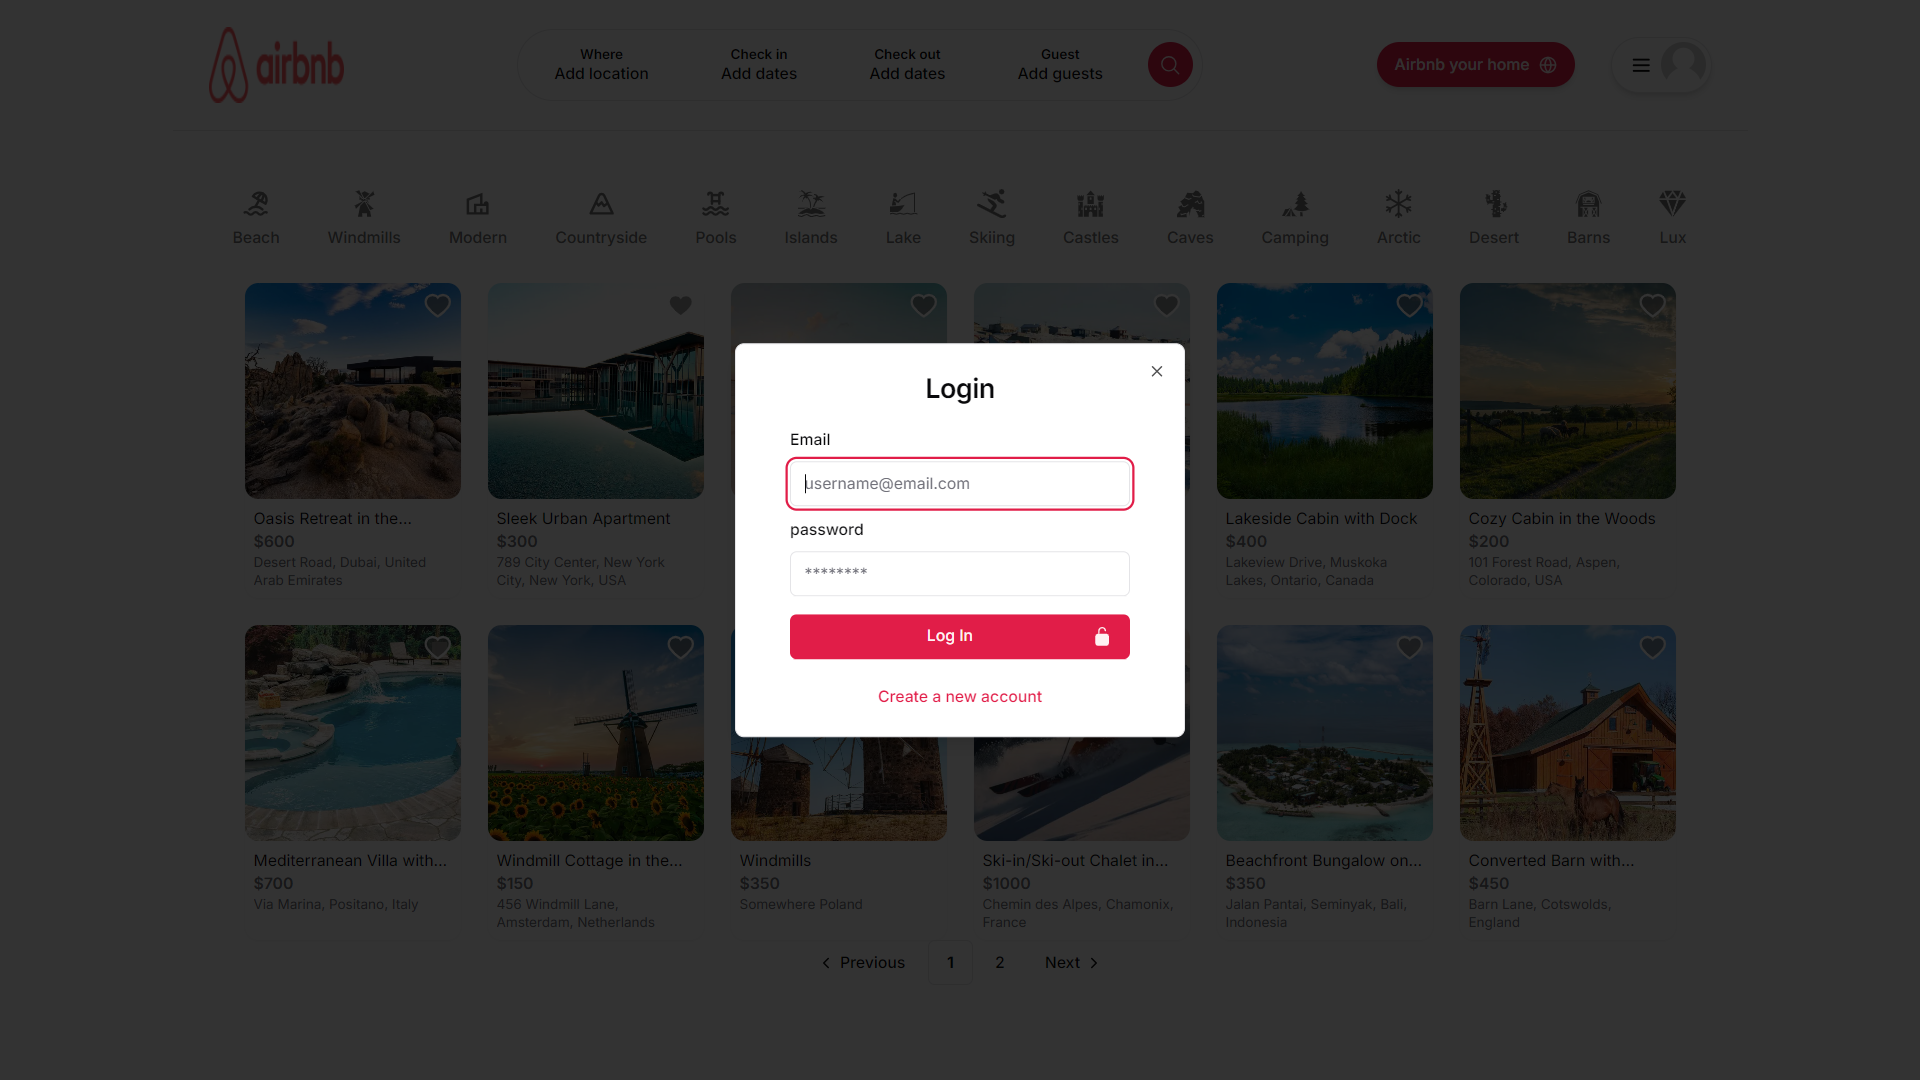 airbnb
Where
Add location
Check in
Add dates
Check out
Add dates
Guest
Add guests
Airbnb your home
Beach
Windmills
Modern
Countryside
Pools
Islands
Lake
Skiing
Castles
Caves
Camping
Arctic
Desert
Barns
Lux
Login
Email
username@email.com
password
********
Log In
Create a new account
Oasis Retreat in the...
$600
Desert Road, Dubai, United
Arab Emirates
Sleek Urban Apartment
$300
789 City Center, New York
City, New York, USA
Lakeside Cabin with Dock
$400
Lakeview Drive, Muskoka
Lakes, Ontario, Canada
Cozy Cabin in the Woods
$200
101 Forest Road, Aspen,
Colorado, USA
Mediterranean Villa with...
$700
Via Marina, Positano, Italy
Windmill Cottage in the...
$150
456 Windmill Lane,
Amsterdam, Netherlands
Windmills
$350
Somewhere Poland
Ski-in/Ski-out Chalet in...
$1000
Chemin des Alpes, Chamonix,
France
Beachfront Bungalow on...
$350
Jalan Pantai, Seminyak, Bali,
Indonesia
Converted Barn with...
$450
Barn Lane, Cotswolds,
England
Previous
1
2
Next